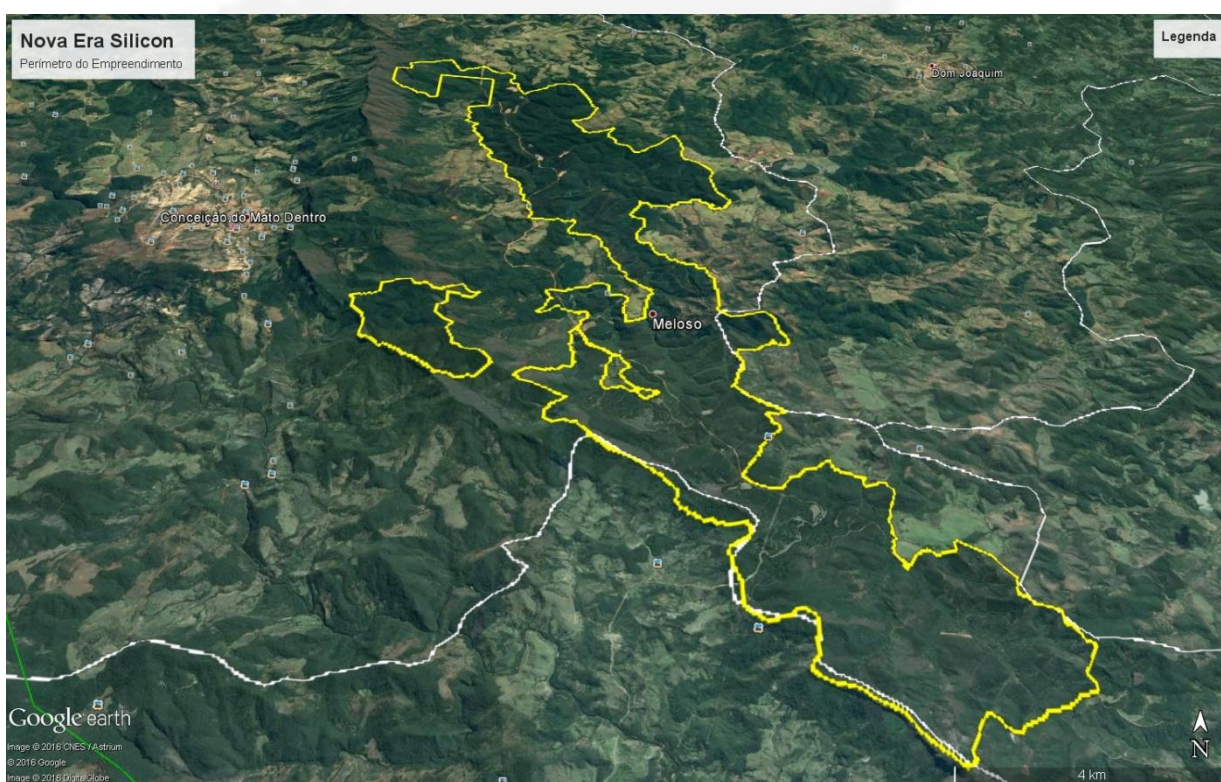 Nova Era Silicon
Perímetro do Empreendimento
Legenda
Dom Joaquim
Conceição do Mato Dentro
Meloso
Google earth
Image © 2016 CNES / Astrium
© 2016 Google
Image © 2016 DigitalGlobe
N
4 km